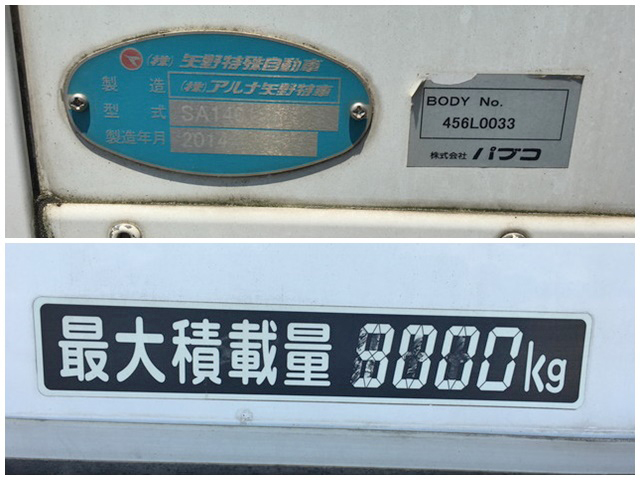 (株) 矢野特殊自動車
製造 (株)アルナ矢野特車
型式 SA140
製造年月 2014
BODY No.
456L0033
株式会社 パブコ
最大積載量 8000kg